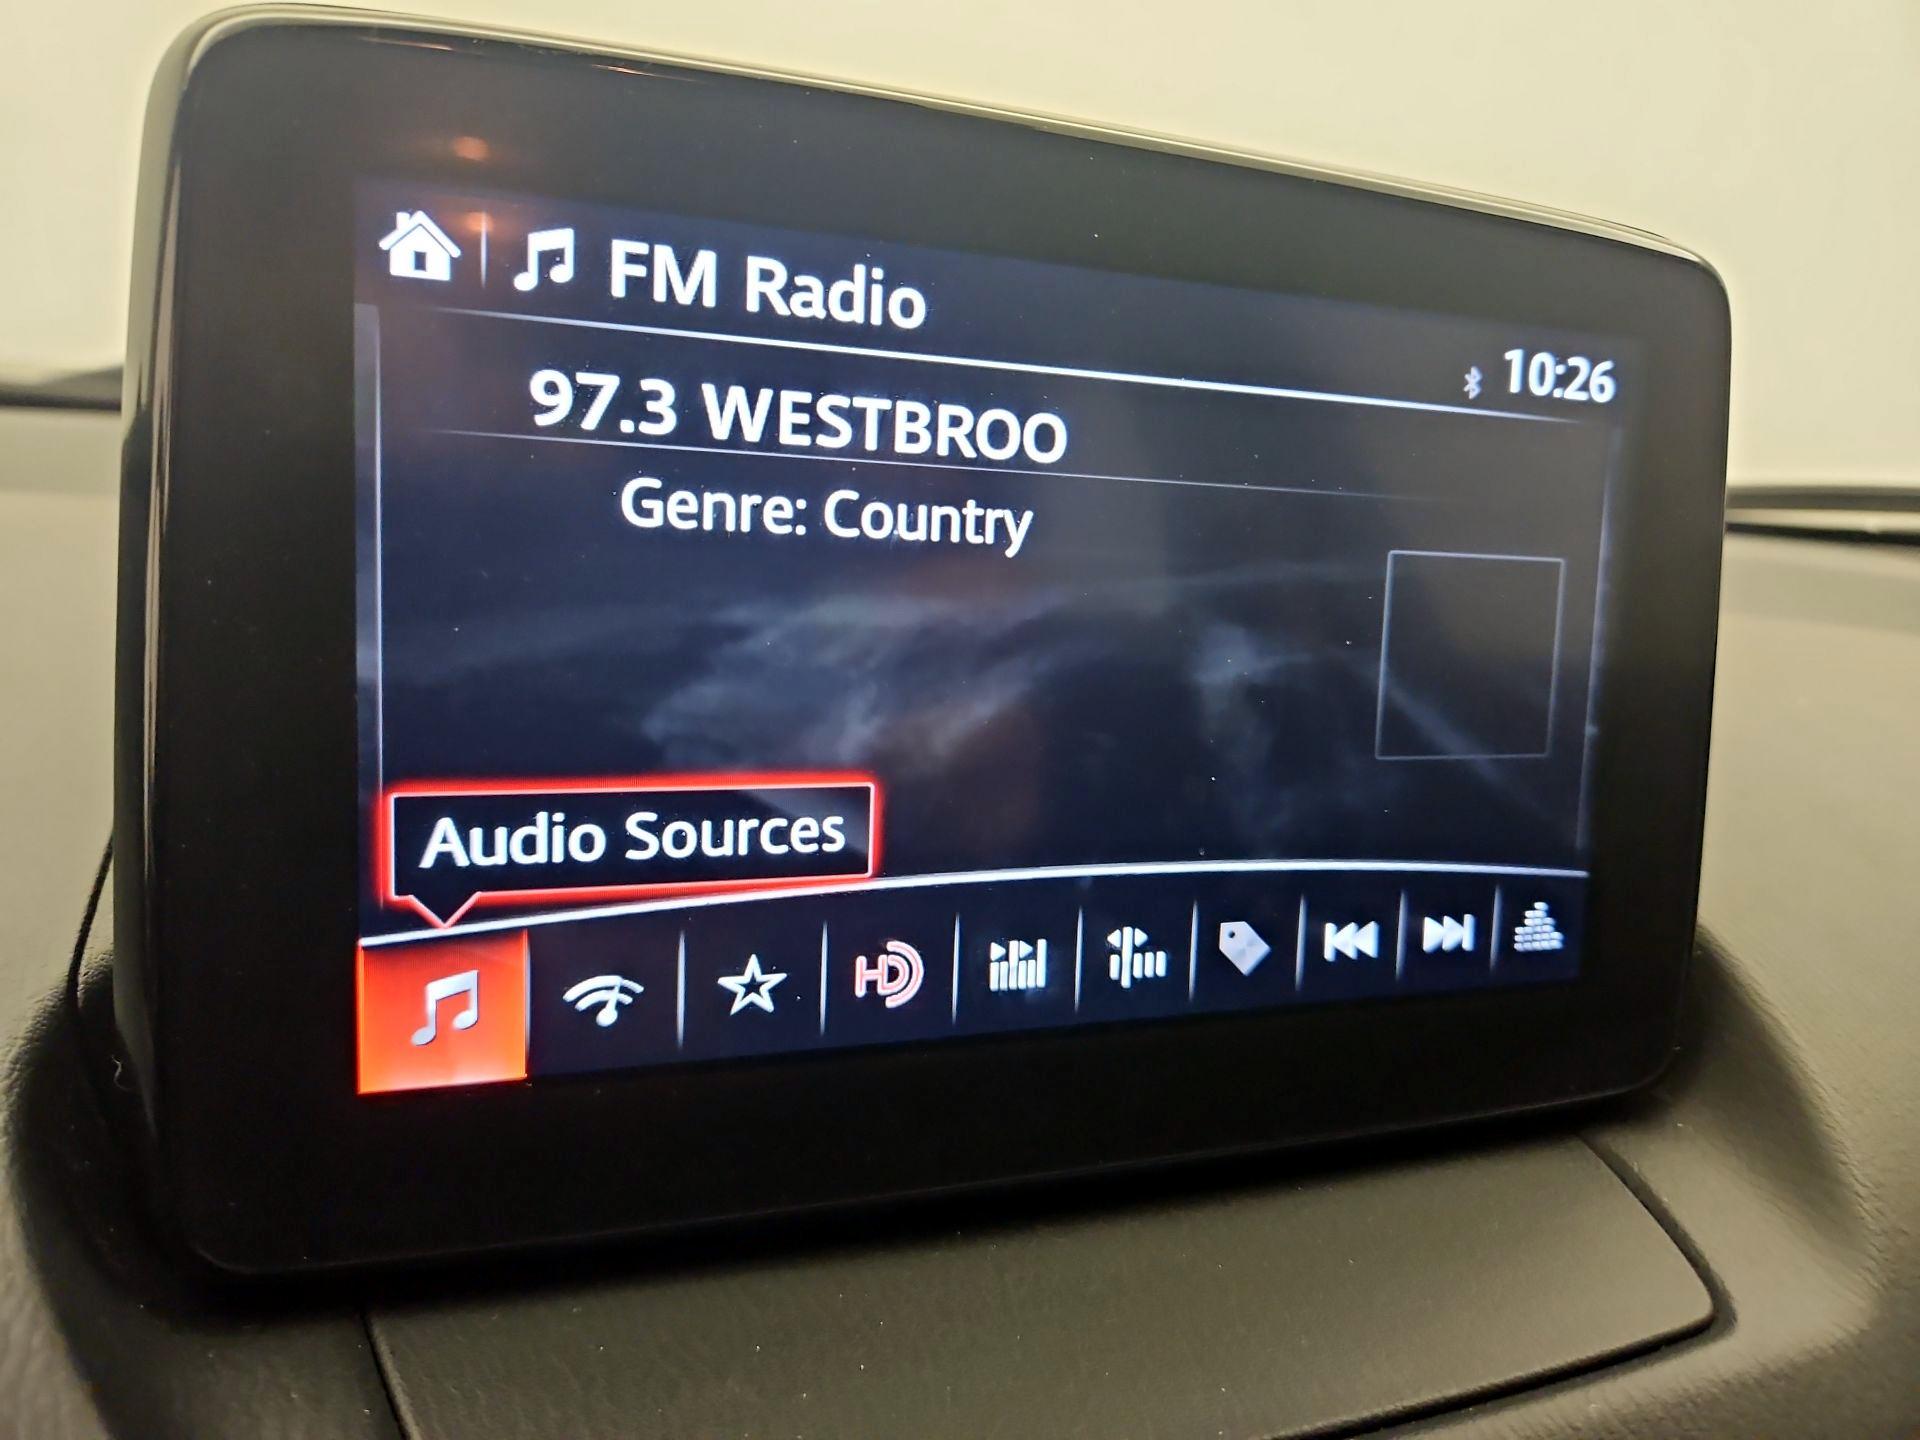 FM Radio
10:26
97.3 WESTBROO
Genre: Country
Audio Sources
HD